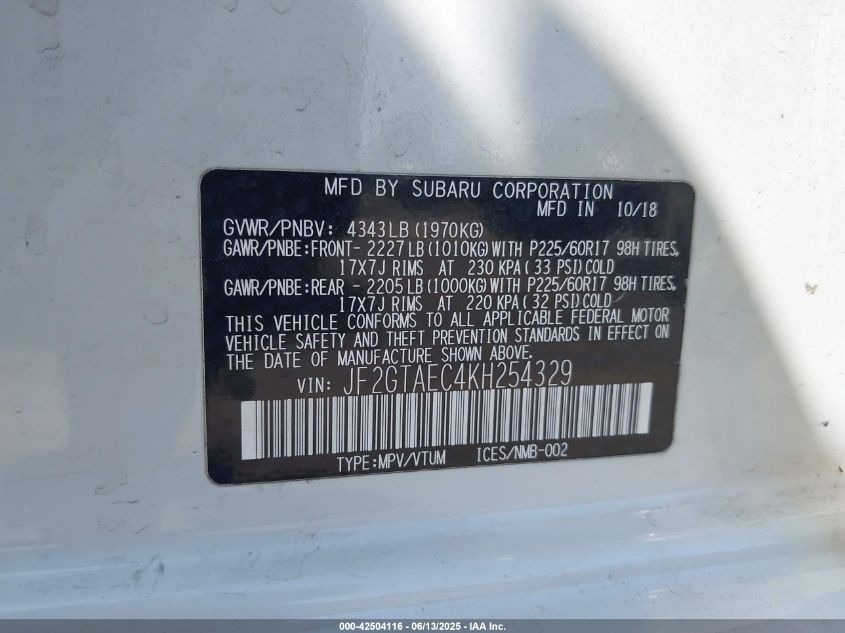 MFD BY SUBARU CORPORATION
MFD IN 10/18
GVWR/PNBV: 4343LB (1970KG)
GAWR/PNBE:FRONT- 2227LB (1010KG) WITH P225/60R17 98H TIRES,
17X7J RIMS AT 230 KPA (33 PSI) COLD
GAWR/PNBE:REAR - 2205LB (1000KG) WITH P225/60R17 98H TIRES,
17X7J RIMS AT 220 KPA (32 PSI) COLD
THIS VEHICLE CONFORMS TO ALL APPLICABLE FEDERAL MOTOR
VEHICLE SAFETY AND THEFT PREVENTION STANDARDS IN EFFECT ON
THE DATE OF MANUFACTURE SHOWN ABOVE.
VIN: JF2GTAEC4KH254329
TYPE:MPV/VTUM ICES/NMB-002
000-42504116 - 06/13/2025 - IAA Inc.